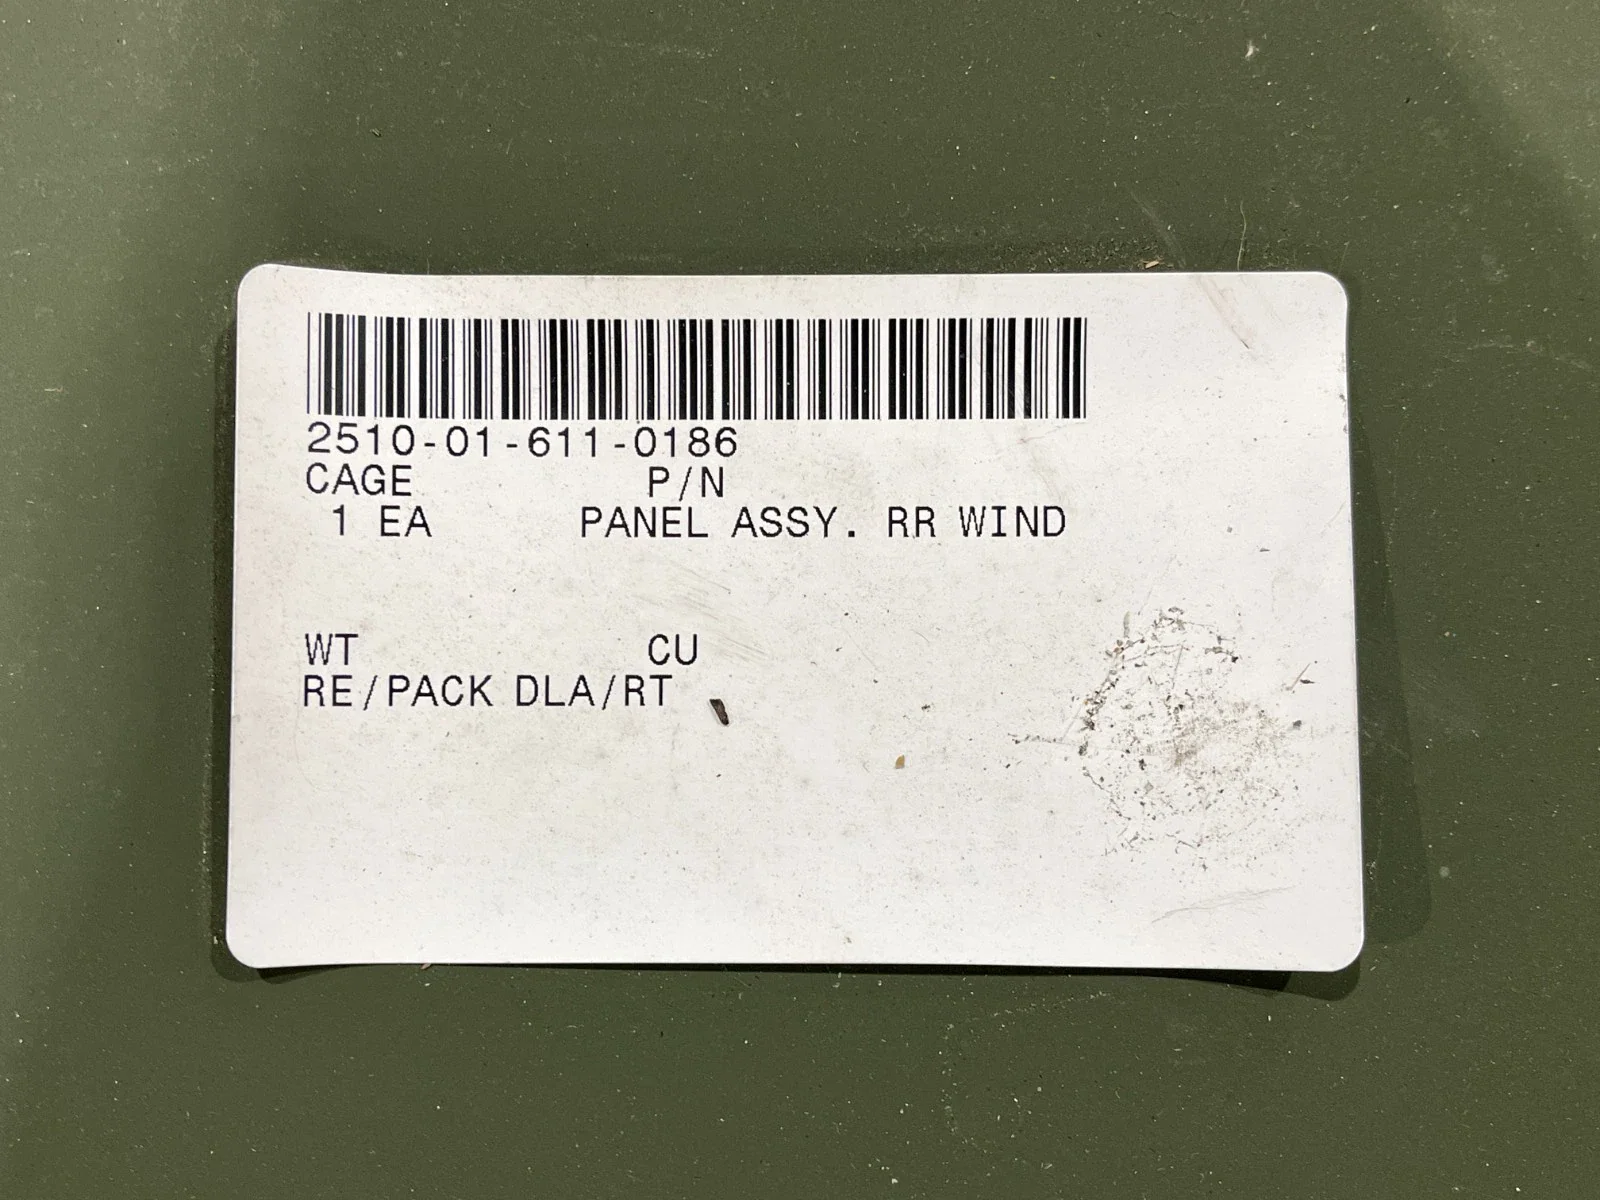 2510-01-611-0186
CAGE P/N
1 EA PANEL ASSY. RR WIND
WT CU
RE/PACK DLA/RT